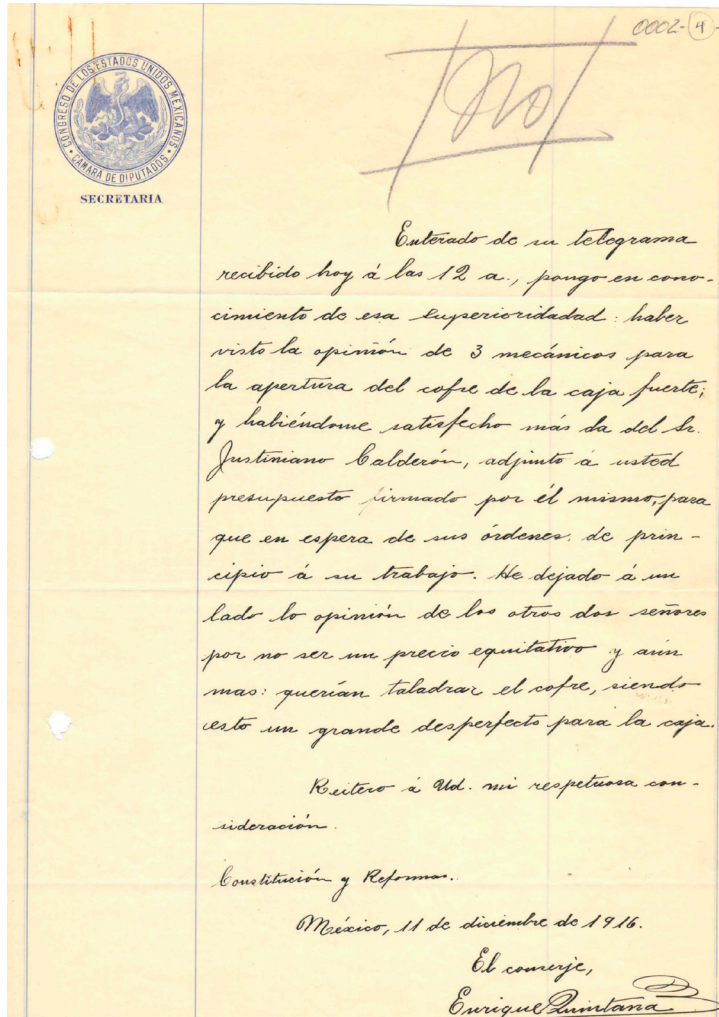 0002-4-
No
CONGRESO DE LOS ESTADOS UNIDOS MEXICANOS
CÁMARA DE DIPUTADOS
SECRETARIA
Enterado de su telegrama
recibido hoy á las 12 a., pongo en cono-
cimiento de esa superioridadad: haber
visto la opinión de 3 mecánicos para
la apertura del cofre de la caja fuerte;
y habiéndome satisfecho más da del Sr.
Justiniano Calderón, adjunto á usted
presupuesto firmado por él mismo, para
que en espera de sus órdenes, de prin-
cipio á su trabajo. He dejado á un
lado lo opinión de los otros dos señores
por no ser un precio equitativo y aún
mas: querían taladrar el cofre, siendo
esto un grande desperfecto para la caja.
Reitero á Ud. mi respetuosa con-
sideración.
Constitución y Reformas.
México, 11 de diciembre de 1916.
El conserje,
Enrique Quintana